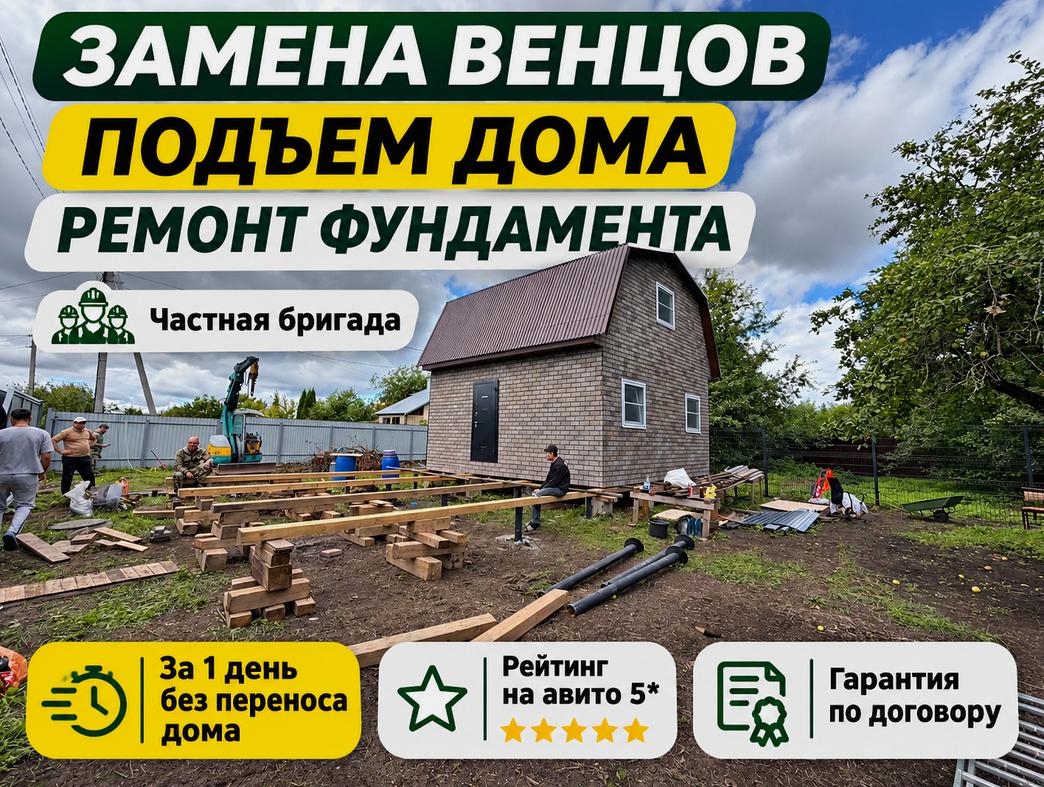 ЗАМЕНА ВЕНЦОВ
ПОДЪЕМ ДОМА
РЕМОНТ ФУНДАМЕНТА
Частная бригада
За 1 день
без переноса
дома
Рейтинг
на авито 5*
Гарантия
по договору